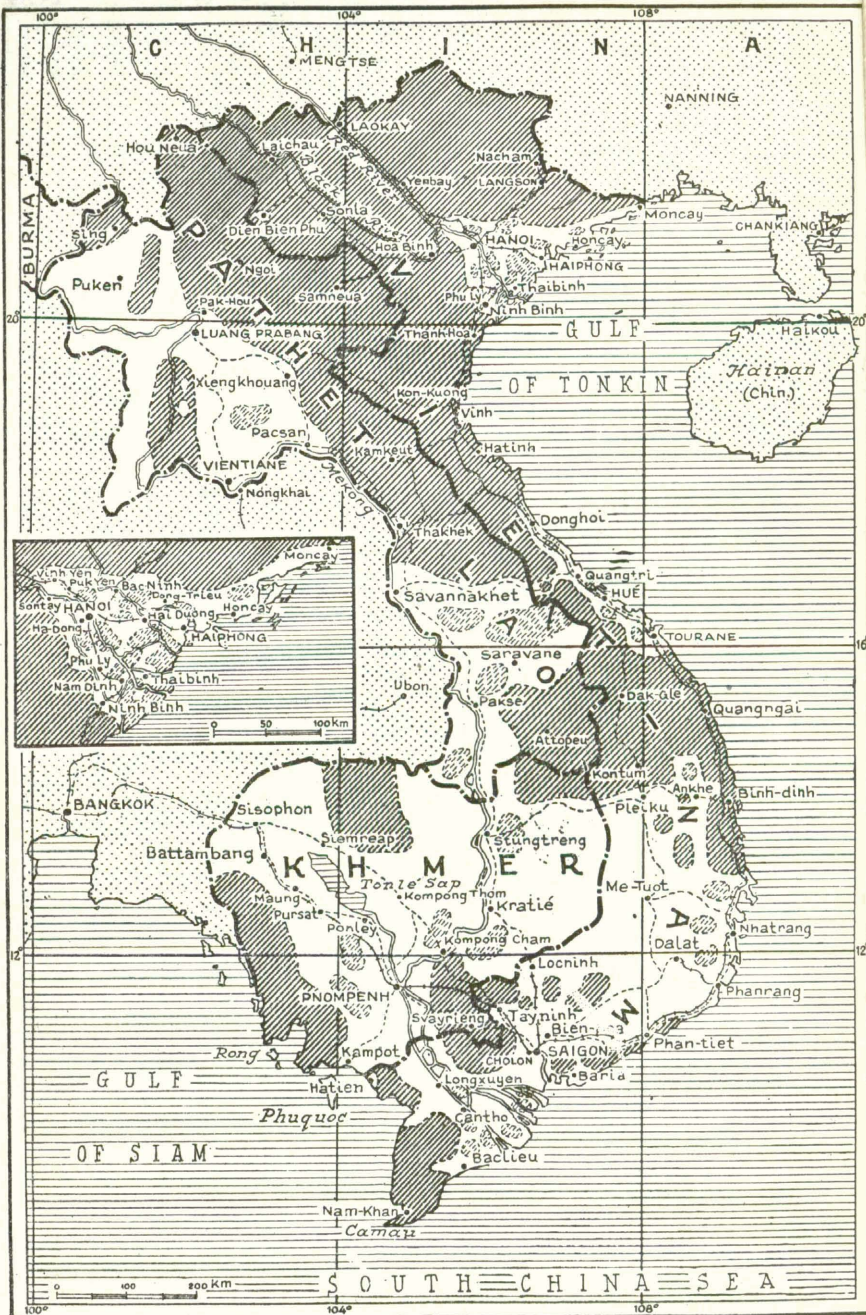 100° 104° 108°
C H I N A
MENGTSE
NANNING
LAOKAY
Hou Neua
Laichau
Red River
Black
Nacham
LANGSON
Yenbay
BURMA
Sing
Sonla
Moncay
CHANKIANG
Dien Bien Phu
Hoa Binh
HANOI
Honcay
HAIPHONG
Ngoi
Puken
Samneua
Phu Ly
Thaibinh
Pak-Hou
Ninh Binh
20° 20°
LUANG PRABANG
Thanh Hoa
GULF
OF TONKIN
Haikou
Hainan
(Chin.)
Xiengkhouang
Kon-Kuong
Vinh
Pacsan
Kamkeut
Hatinh
VIENTIANE
Nongkhai
Mekong
Thakhek
Donghoi
PATHET LAO
VIETNAM
Quangtri
HUÉ
Savannakhet
TOURANE
16
Saravane
Ubon
Pakse
Dak-Gle
Quangngai
Attopeu
Kontum
Ankhe
Pleiku
Binh-dinh
Moncay
Vinh Yen
Puk Yen
Bac Ninh
Dong-Trieu
Sontay
HANOI
Hai Duong
Honcay
Ha-Dong
HAIPHONG
Phu Ly
Thaibinh
Nam Dinh
Ninh Binh
0 50 100 km
BANGKOK
Sisophon
Siemreap
Stungtreng
Battambang
KHMER
Tonle Sap
Me-Tuot
Maung
Kompong Thom
Kratié
Pursat
Ponley
Nhatrang
Kompong Cham
Dalat
12° 12°
Locninh
PNOMPENH
Phanrang
Svayrieng
Tayninh
Rong
Kampot
SAIGON
Phan-tiet
CHOLON
Baria
Hatien
Longxuyen
GULF
OF SIAM
Phuquoc
Cantho
Baclieu
Nam-Khan
Camau
0 100 200 KM
SOUTH CHINA SEA
100° 104° 108°